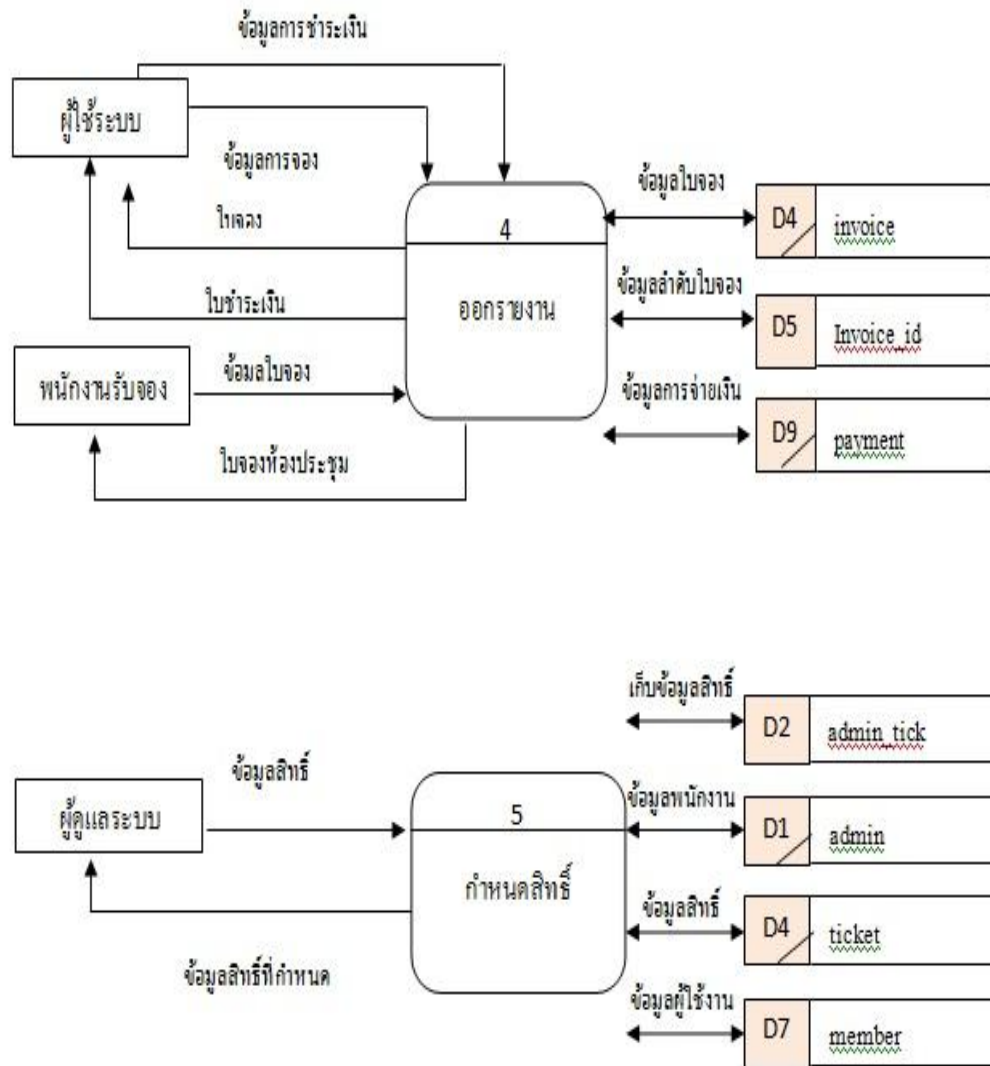 ข้อมูลการชำระเงิน
ผู้ใช้ระบบ
ข้อมูลการจอง
ใบจอง
ใบชำระเงิน
พนักงานรับจอง
ข้อมลใบจอง
ใบจองห้องประชุม
4
ออกรายงาน
ข้อมูลใบจอง
D4
invoice
ข้อมูลลำดับใบจอง
D5
Invoice_id
ข้อมูลการจ่ายเงิน
D9
payment
เก็บข้อมูลสิทธิ์
D2
admin_tick
ข้อมูลสิทธิ์
ผู้ดูแลระบบ
5
กำหนดสิทธิ์
ข้อมูลพนักงาน
D1
admin
ข้อมูลสิทธิ์
D4
ticket
ข้อมูลสิทธิ์ที่กำหนด
ข้อมูลผู้ใช้งาน
D7
member